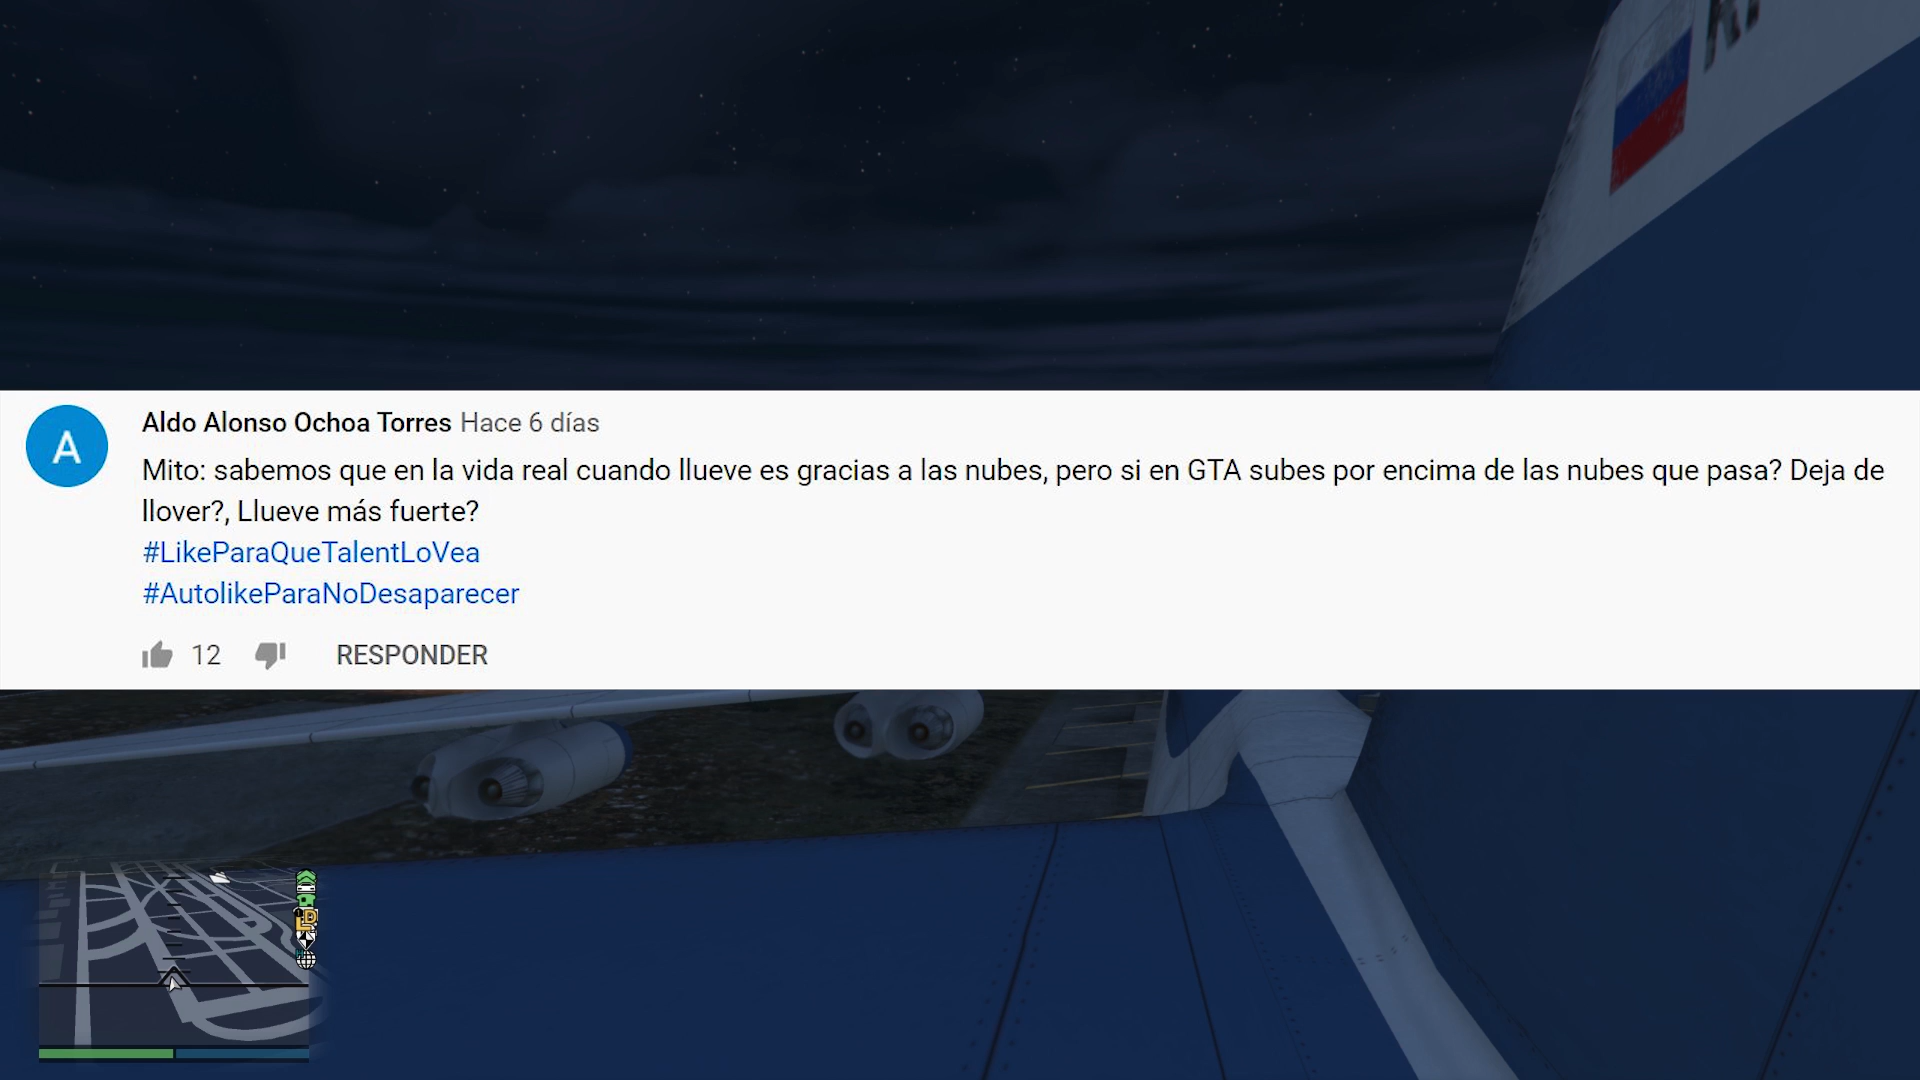 A
Aldo Alonso Ochoa Torres Hace 6 días
Mito: sabemos que en la vida real cuando llueve es gracias a las nubes, pero si en GTA subes por encima de las nubes que pasa? Deja de
llover?, Llueve más fuerte?
#LikeParaQueTalentLoVea
#AutolikeParaNoDesaparecer
12 RESPONDER